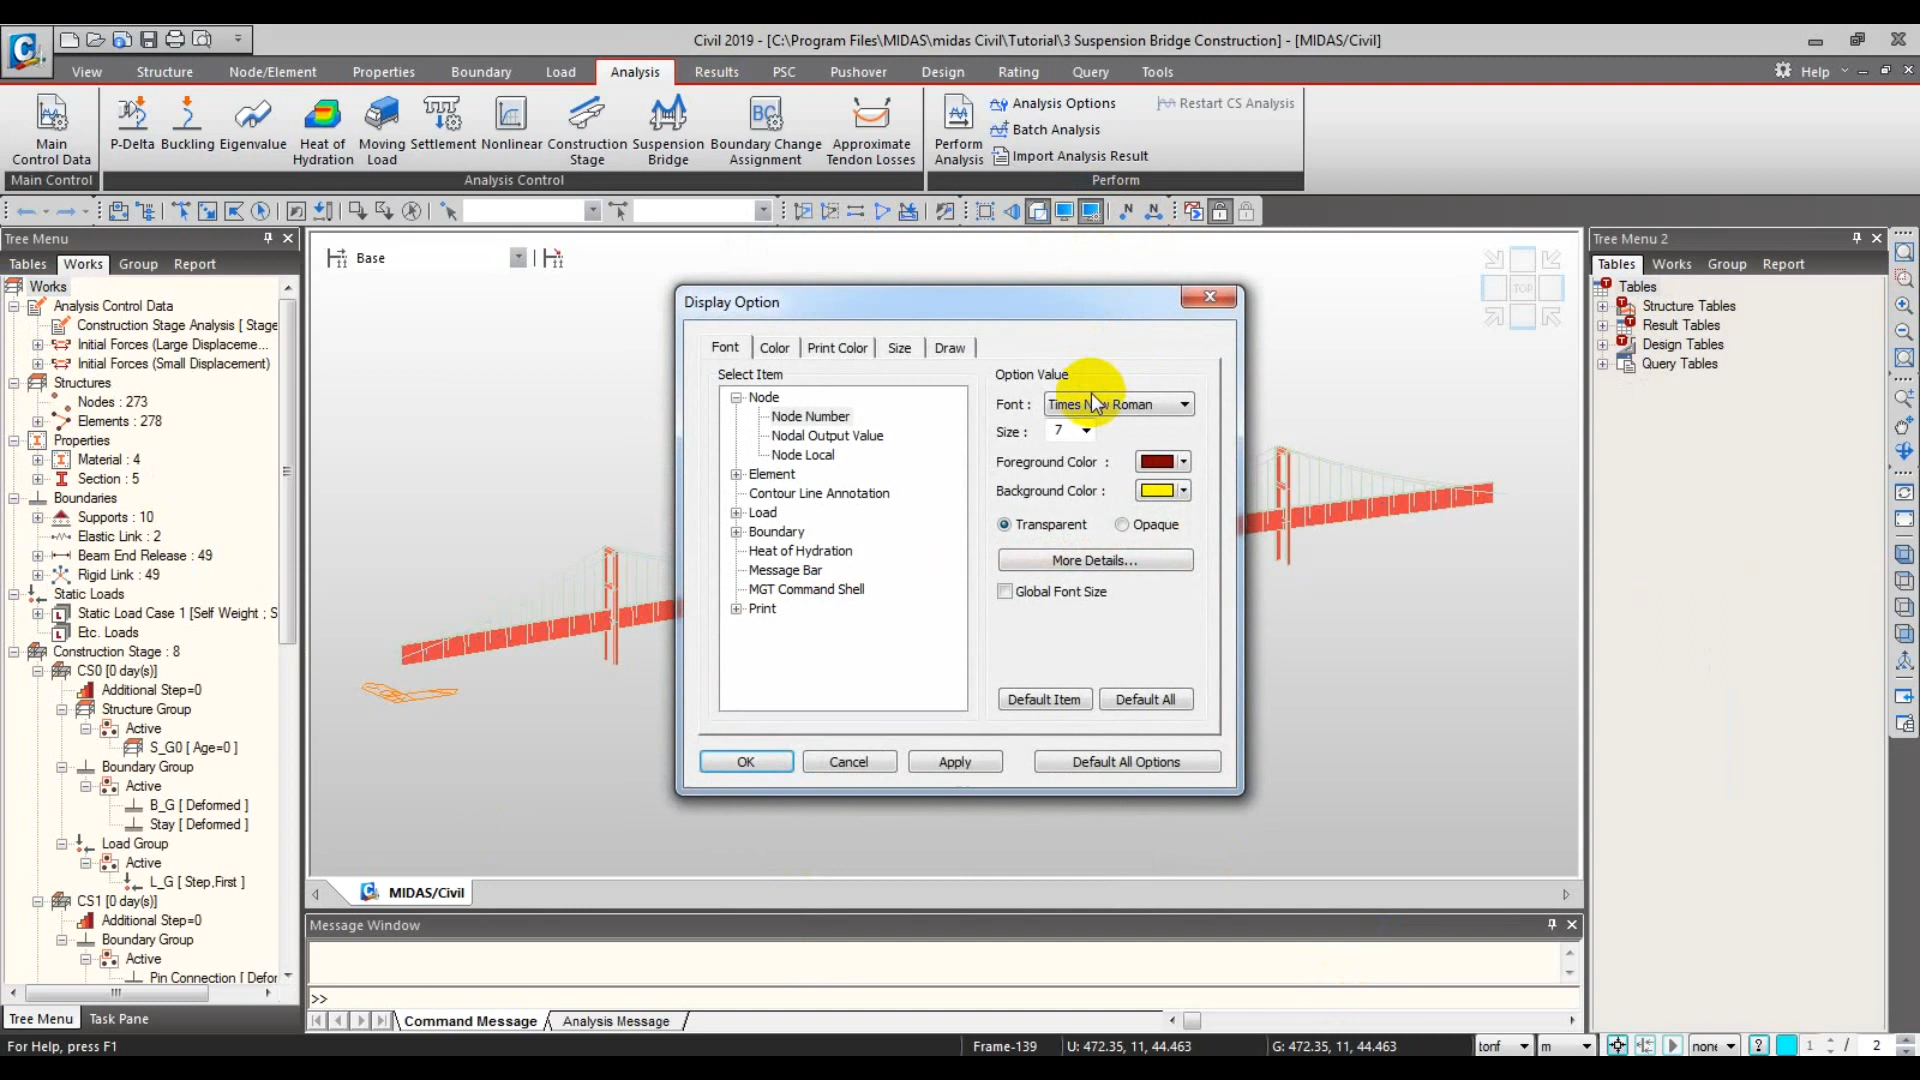 Civil 2019 - [C:\Program Files\MIDAS\midas Civil\Tutorial\3 Suspension Bridge Construction] - [MIDAS/Civil]
View Structure Node/Element Properties Boundary Load Analysis Results PSC Pushover Design Rating Query Tools Help
Main Control Data
P-Delta Buckling Eigenvalue Heat of Hydration Moving Load Settlement Nonlinear Construction Stage Suspension Bridge Boundary Change Assignment Approximate Tendon Losses
Perform Analysis
Analysis Options
Restart CS Analysis
Batch Analysis
Import Analysis Result
Main Control Analysis Control Perform
Tree Menu
Tables Works Group Report
Works
Analysis Control Data
Construction Stage Analysis [ Stage
Initial Forces (Large Displaceme...
Initial Forces (Small Displacement)
Structures
Nodes : 273
Elements : 278
Properties
Material : 4
Section : 5
Boundaries
Supports : 10
Elastic Link : 2
Beam End Release : 49
Rigid Link : 49
Static Loads
Static Load Case 1 [Self Weight ; S
Etc. Loads
Construction Stage : 8
CS0 [0 day(s)]
Additional Step=0
Structure Group
Active
S_G0 [ Age=0 ]
Boundary Group
Active
B_G [ Deformed ]
Stay [ Deformed ]
Load Group
Active
L_G [ Step,First ]
CS1 [0 day(s)]
Additional Step=0
Boundary Group
Active
Pin Connection [ Defor
Tree Menu Task Pane
Base
TOP
Display Option
Font Color Print Color Size Draw
Select Item
Node
Node Number
Nodal Output Value
Node Local
Element
Contour Line Annotation
Load
Boundary
Heat of Hydration
Message Bar
MGT Command Shell
Print
Option Value
Font : Times New Roman
Size : 7
Foreground Color :
Background Color :
Transparent Opaque
More Details...
Global Font Size
Default Item Default All
OK Cancel Apply Default All Options
MIDAS/Civil
Message Window
>>
Command Message Analysis Message
Tree Menu 2
Tables Works Group Report
Tables
Structure Tables
Result Tables
Design Tables
Query Tables
For Help, press F1
Frame-139 U: 472.35, 11, 44.463 G: 472.35, 11, 44.463 tonf m none 1 / 2